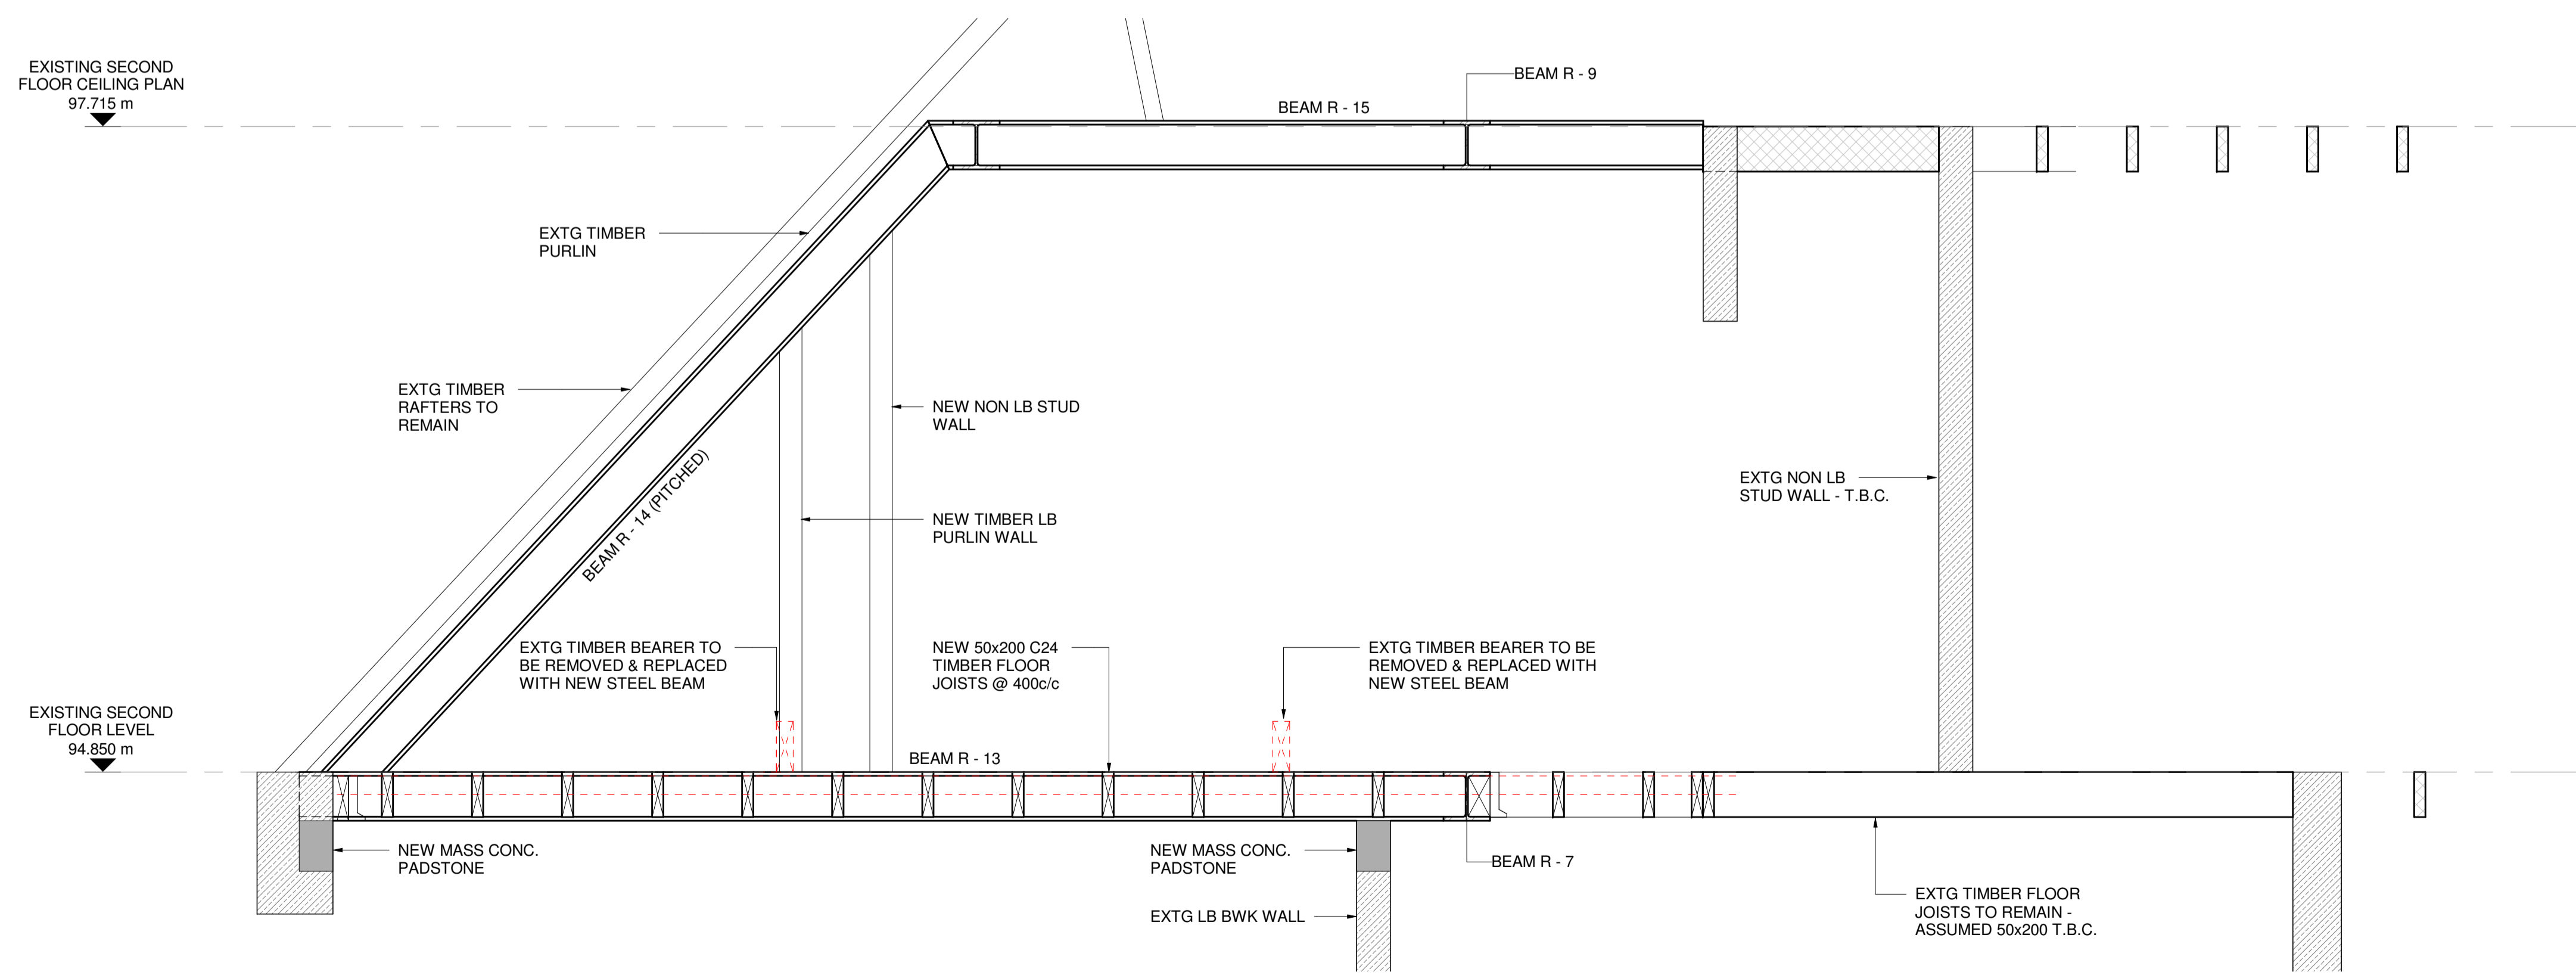 EXISTING SECOND
FLOOR CEILING PLAN
97.715 m
BEAM R - 9
BEAM R - 15
EXTG TIMBER
PURLIN
EXTG TIMBER
RAFTERS TO
REMAIN
NEW NON LB STUD
WALL
BEAM R - 14 (PITCHED)
EXTG NON LB
STUD WALL - T.B.C.
NEW TIMBER LB
PURLIN WALL
EXTG TIMBER BEARER TO
BE REMOVED & REPLACED
WITH NEW STEEL BEAM
NEW 50x200 C24
TIMBER FLOOR
JOISTS @ 400c/c
EXTG TIMBER BEARER TO BE
REMOVED & REPLACED WITH
NEW STEEL BEAM
EXISTING SECOND
FLOOR LEVEL
94.850 m
BEAM R - 13
NEW MASS CONC.
PADSTONE
NEW MASS CONC.
PADSTONE
BEAM R - 7
EXTG LB BWK WALL
EXTG TIMBER FLOOR
JOISTS TO REMAIN -
ASSUMED 50x200 T.B.C.